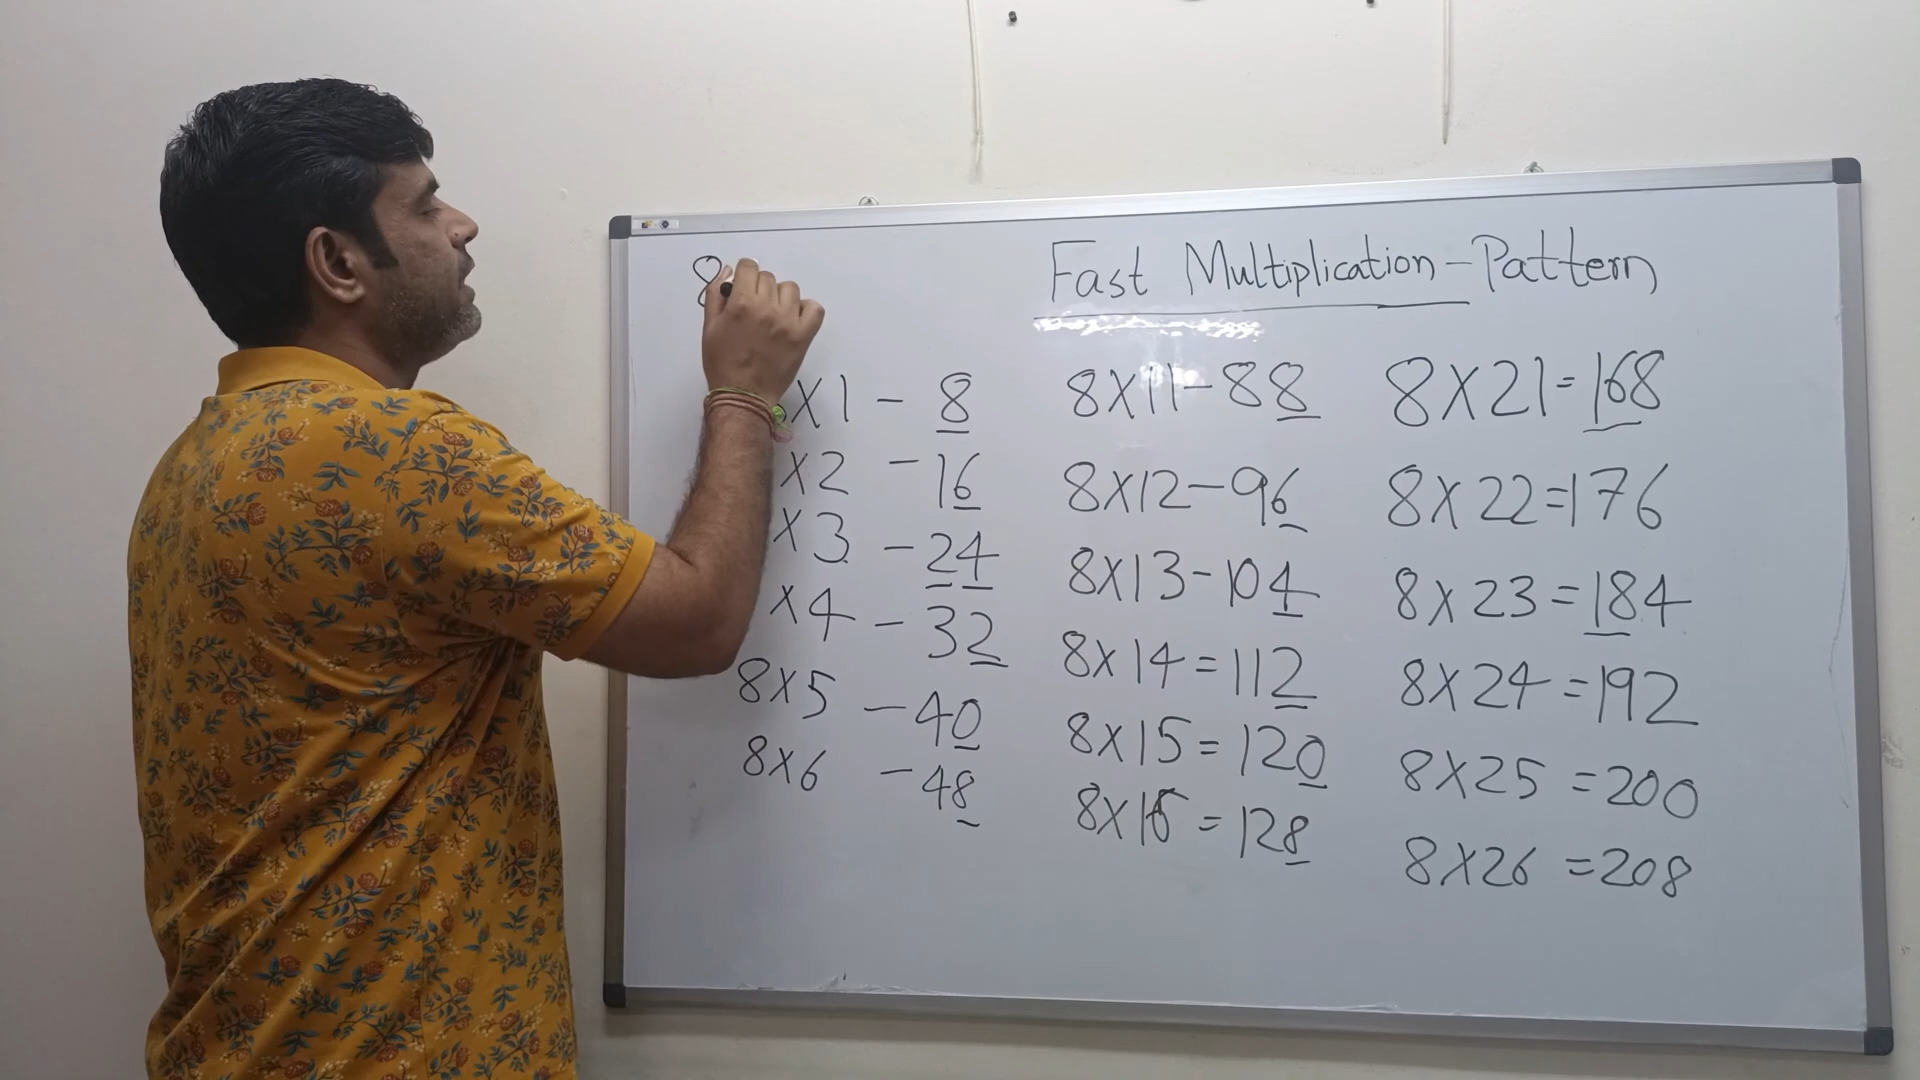 8
Fast Multiplication - Pattern
X1 - 8
X2 - 16
X3 - 24
X4 - 32
8X5 - 40
8X6 - 48
8X11 - 88
8X12 - 96
8X13 - 104
8X14 = 112
8X15 = 120
8X16 = 128
8X21 = 168
8X22 = 176
8X23 = 184
8X24 = 192
8X25 = 200
8X26 = 208